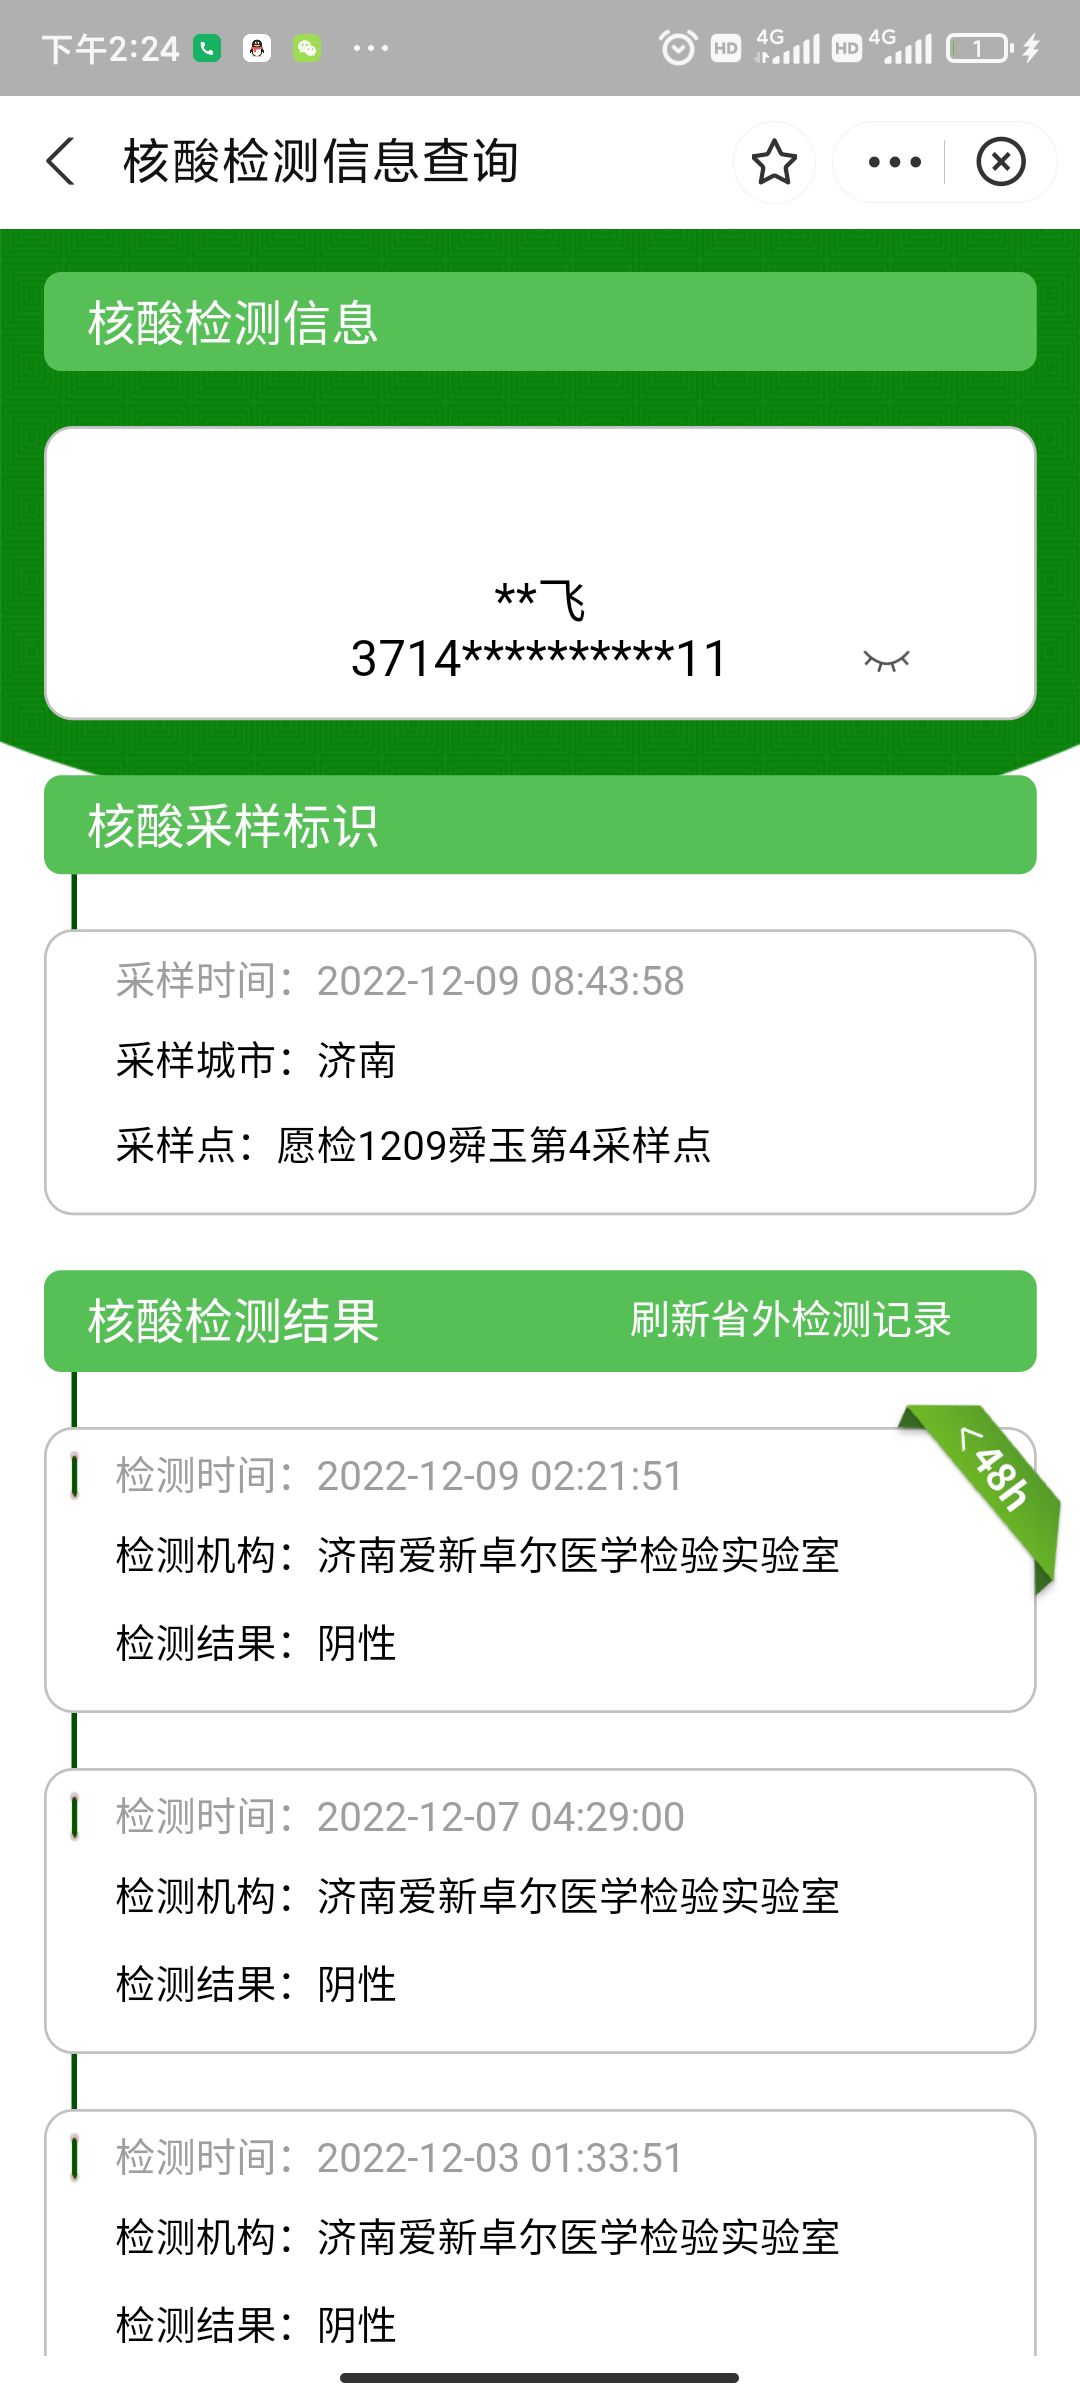 下午2:24
HD 4G HD 4G 1
核酸检测信息查询
核酸检测信息
**飞
3714**********11
核酸采样标识
采样时间：2022-12-09 08:43:58
采样城市：济南
采样点：愿检1209舜玉第4采样点
核酸检测结果 刷新省外检测记录
<48h
检测时间：2022-12-09 02:21:51
检测机构：济南爱新卓尔医学检验实验室
检测结果：阴性
检测时间：2022-12-07 04:29:00
检测机构：济南爱新卓尔医学检验实验室
检测结果：阴性
检测时间：2022-12-03 01:33:51
检测机构：济南爱新卓尔医学检验实验室
检测结果：阴性